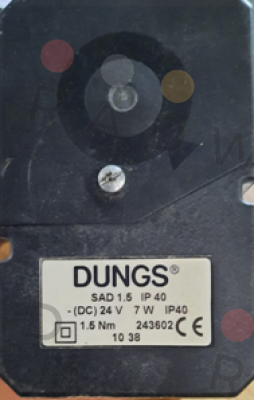 DUNGS®
SAD 1.5 IP 40
- (DC) 24 V 7 W IP40
1.5 Nm 243602 CE
10 38